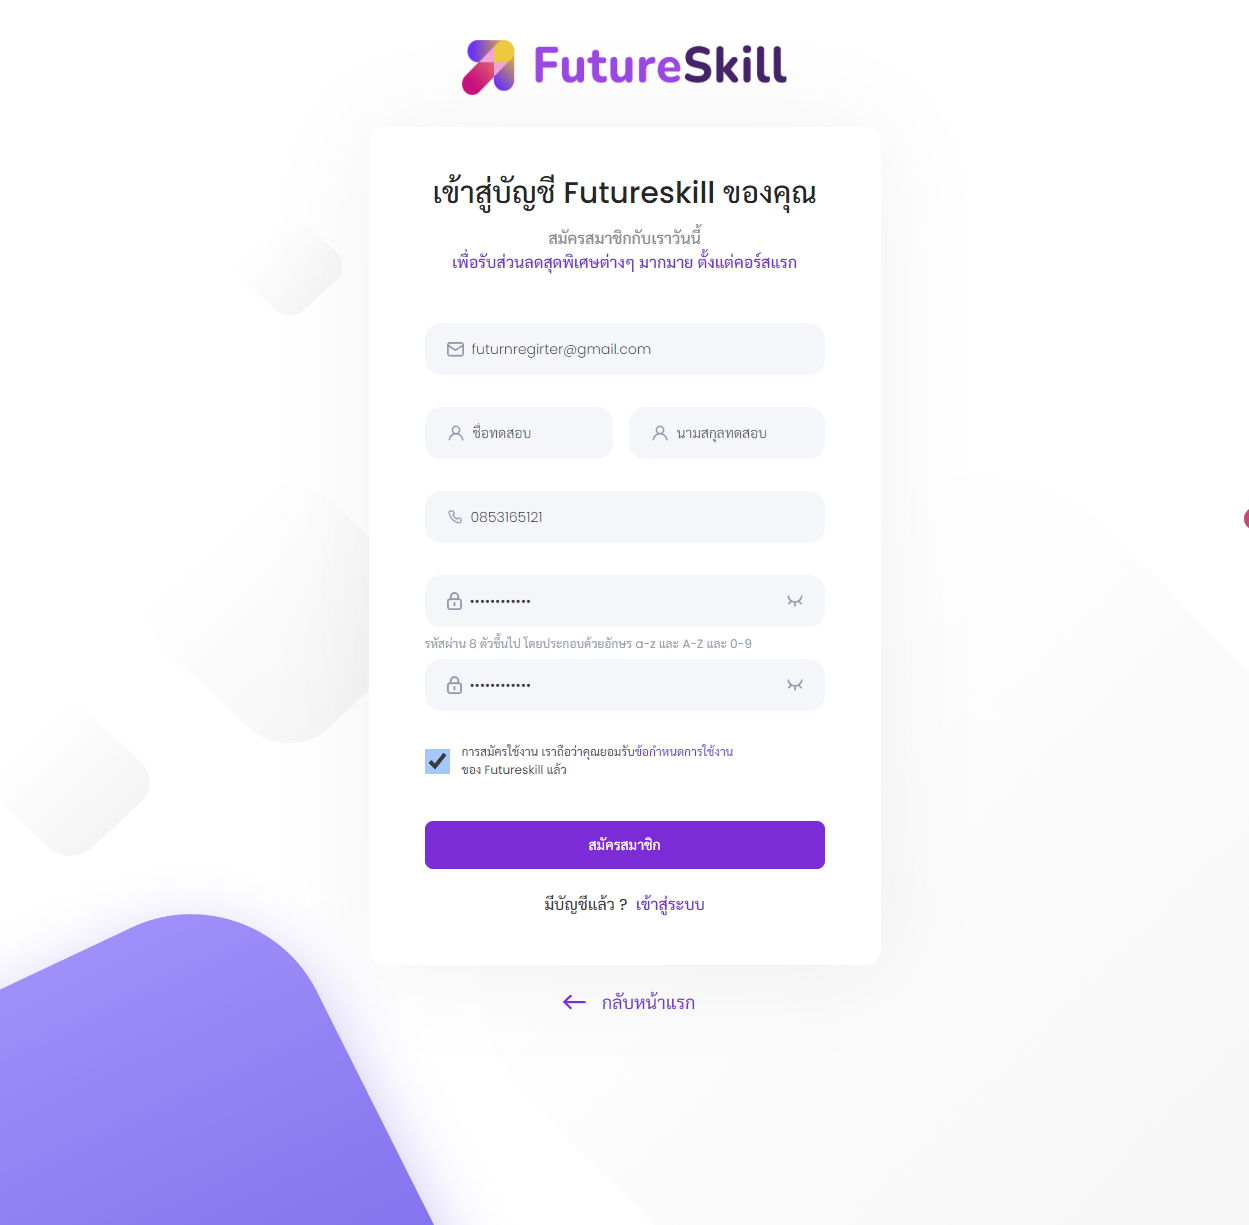 FutureSkill
เข้าสู่บัญชี Futureskill ของคุณ
สมัครสมาชิกกับเราวันนี้
เพื่อรับส่วนลดสุดพิเศษต่างๆ มากมาย ตั้งแต่คอร์สแรก
futurnregirter@gmail.com
ชื่อทดสอบ นามสกุลทดสอบ
0853165121
••••••••••••
รหัสผ่าน 8 ตัวขึ้นไป โดยประกอบด้วยอักษร a-z และ A-Z และ 0-9
••••••••••••
การสมัครใช้งาน เราถือว่าคุณยอมรับข้อกำหนดการใช้งาน
ของ Futureskill แล้ว
สมัครสมาชิก
มีบัญชีแล้ว ? เข้าสู่ระบบ
กลับหน้าแรก